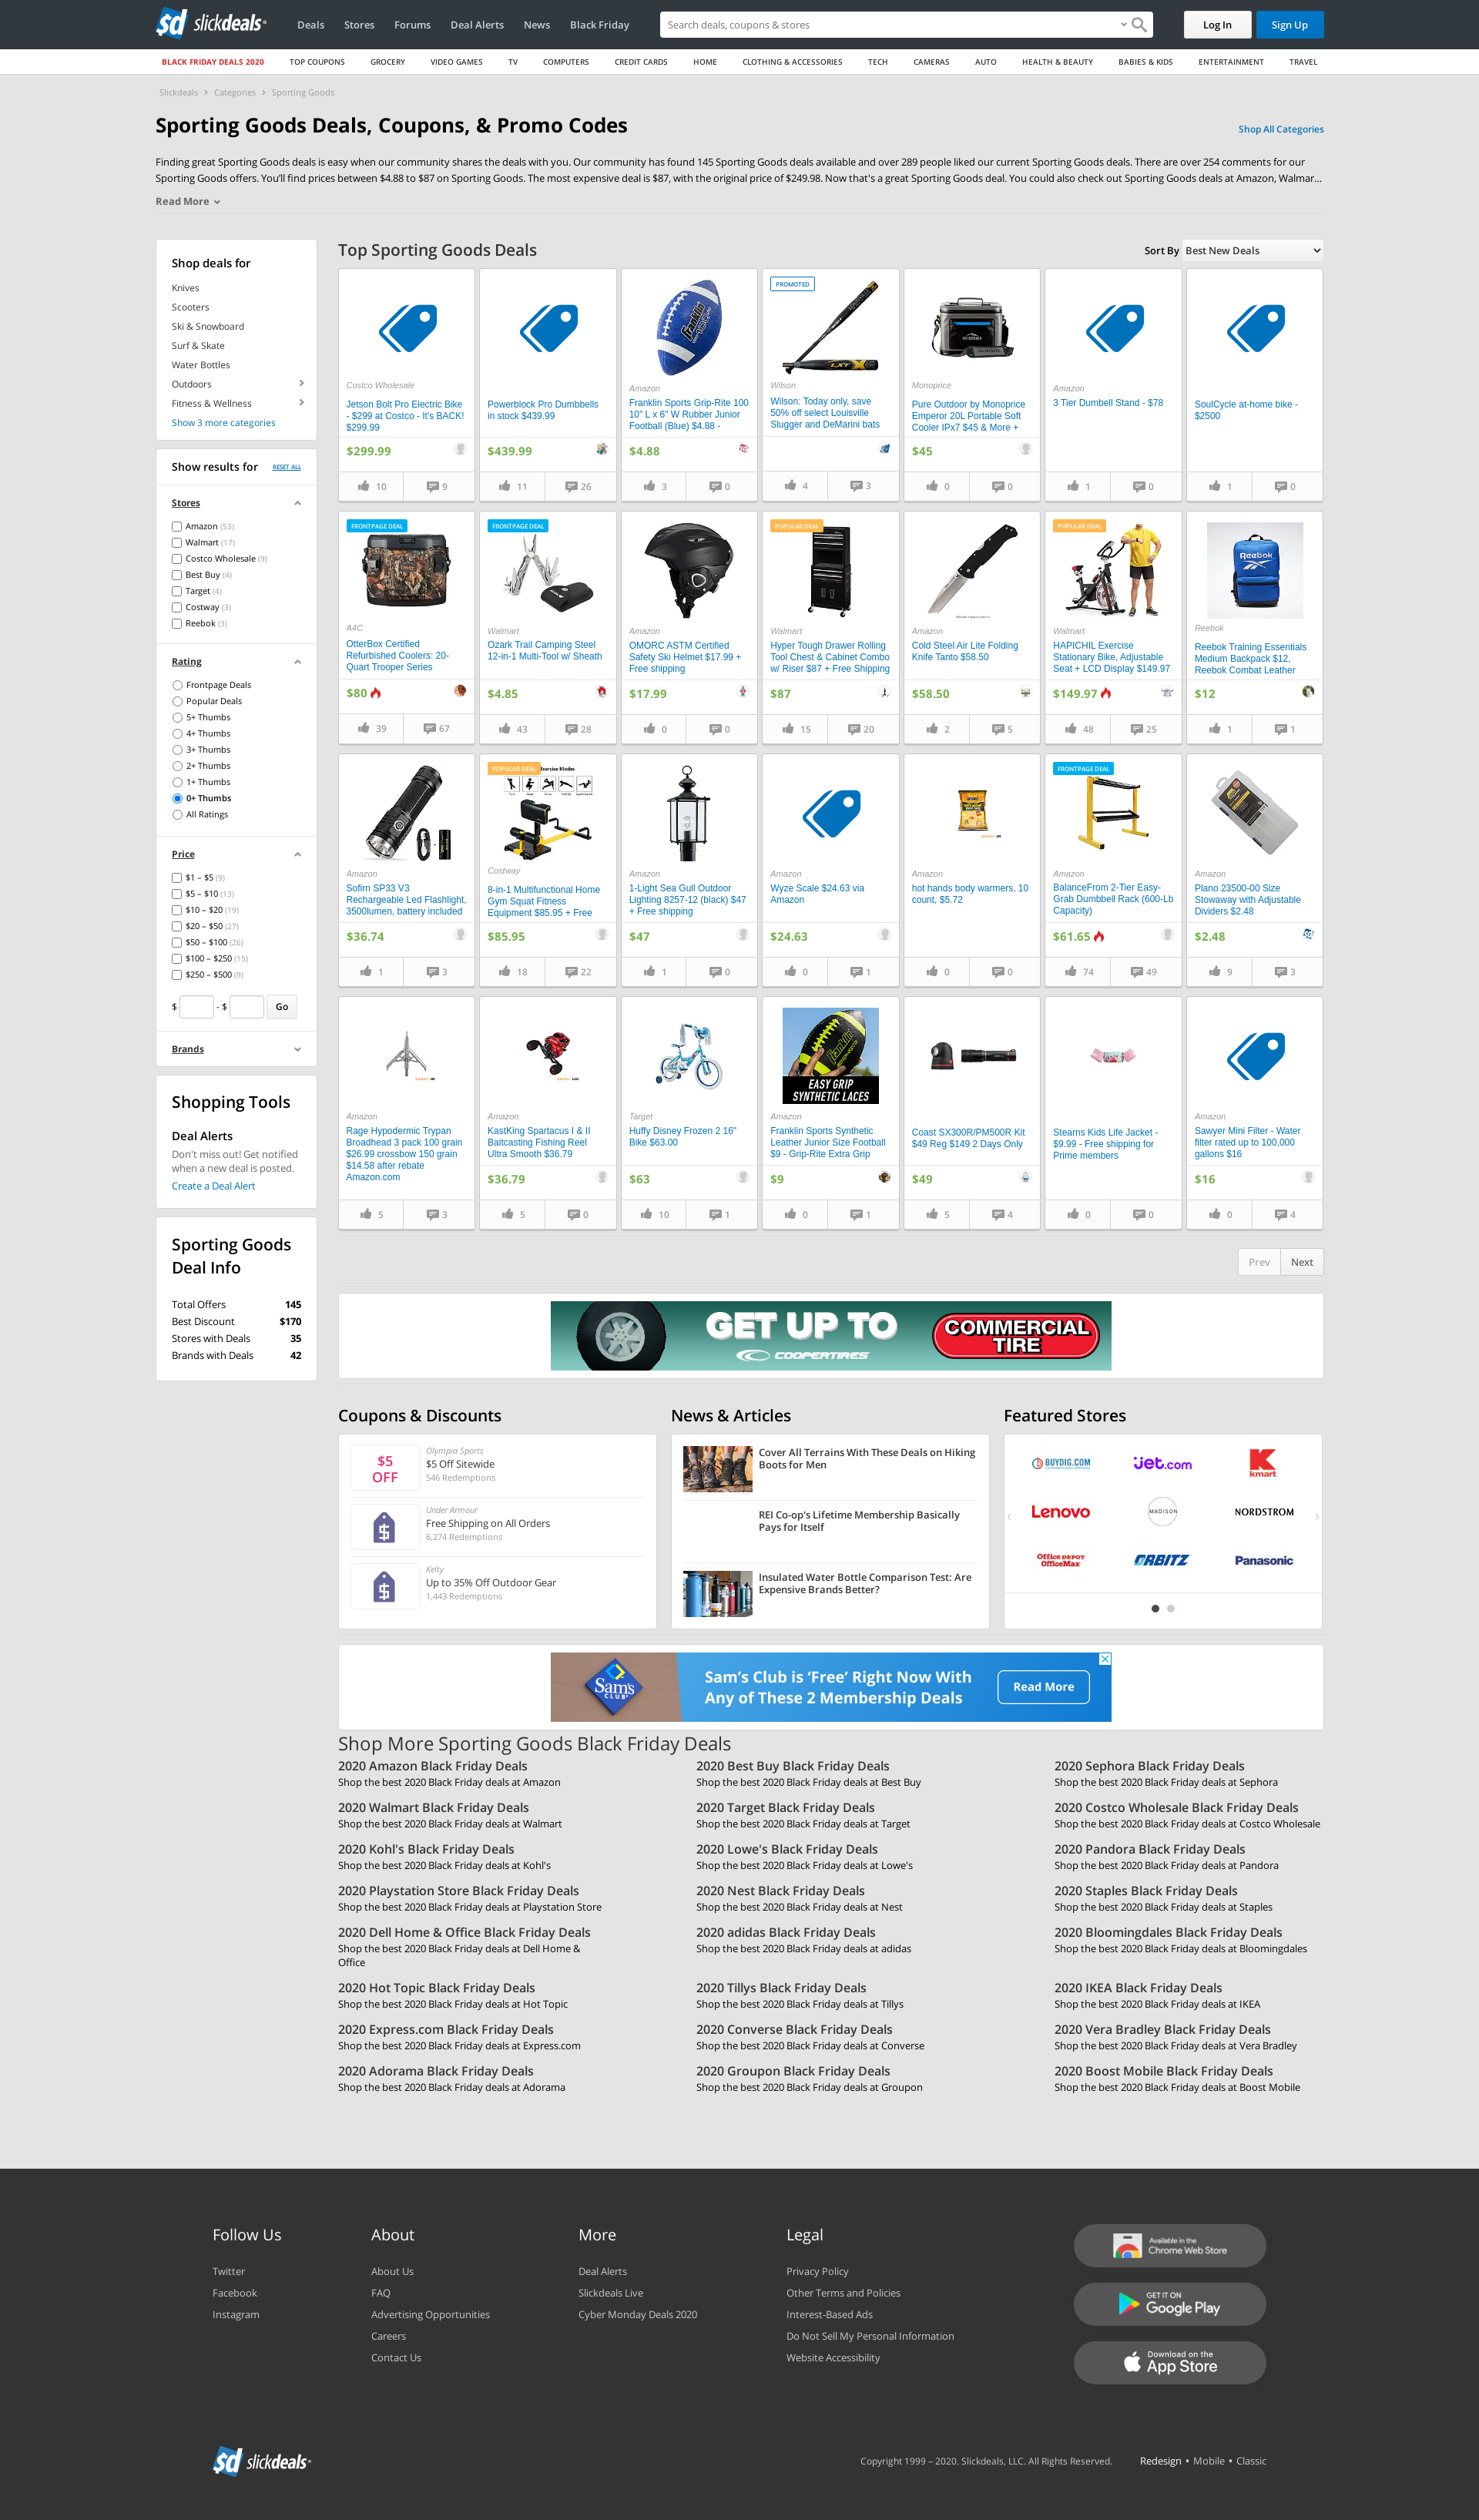 slickdeals
Deals
Stores
Forums
Deal Alerts
News
Black Friday
Search deals, coupons & stores
Log In
Sign Up
BLACK FRIDAY DEALS 2020
TOP COUPONS
GROCERY
VIDEO GAMES
TV
COMPUTERS
CREDIT CARDS
HOME
CLOTHING & ACCESSORIES
TECH
CAMERAS
AUTO
HEALTH & BEAUTY
BABIES & KIDS
ENTERTAINMENT
TRAVEL
Slickdeals > Categories > Sporting Goods
Sporting Goods Deals, Coupons, & Promo Codes
Shop All Categories
Finding great Sporting Goods deals is easy when our community shares the deals with you. Our community has found 145 Sporting Goods deals available and over 289 people liked our current Sporting Goods deals. There are over 254 comments for our
Sporting Goods offers. You'll find prices between $4.88 to $87 on Sporting Goods. The most expensive deal is $87, with the original price of $249.98. Now that's a great Sporting Goods deal. You could also check out Sporting Goods deals at Amazon, Walmar...
Read More
Shop deals for
Knives
Scooters
Ski & Snowboard
Surf & Skate
Water Bottles
Outdoors
Fitness & Wellness
Show 3 more categories
Show results for
RESET ALL
Stores
Amazon (53)
Walmart (17)
Costco Wholesale (9)
Best Buy (4)
Target (4)
Costway (3)
Reebok (3)
Rating
Frontpage Deals
Popular Deals
5+ Thumbs
4+ Thumbs
3+ Thumbs
2+ Thumbs
1+ Thumbs
0+ Thumbs
All Ratings
Price
$1 – $5 (9)
$5 – $10 (13)
$10 – $20 (19)
$20 – $50 (27)
$50 – $100 (26)
$100 – $250 (15)
$250 – $500 (9)
$ - $ Go
Brands
Shopping Tools
Deal Alerts
Don't miss out! Get notified
when a new deal is posted.
Create a Deal Alert
Sporting Goods
Deal Info
Total Offers 145
Best Discount $170
Stores with Deals 35
Brands with Deals 42
Top Sporting Goods Deals
Sort By Best New Deals
Costco Wholesale
Jetson Bolt Pro Electric Bike
- $299 at Costco - It's BACK!
$299.99
$299.99
10 9
Powerblock Pro Dumbbells
in stock $439.99
$439.99
11 26
Franklin
Amazon
Franklin Sports Grip-Rite 100
10" L x 6" W Rubber Junior
Football (Blue) $4.88 -
$4.88
3 0
PROMOTED
LXT
Wilson
Wilson: Today only, save
50% off select Louisville
Slugger and DeMarini bats
4 3
Monoprice
Pure Outdoor by Monoprice
Emperor 20L Portable Soft
Cooler IPx7 $45 & More +
$45
0 0
Amazon
3 Tier Dumbell Stand - $78
1 0
SoulCycle at-home bike -
$2500
1 0
FRONTPAGE DEAL
A4C
OtterBox Certified
Refurbished Coolers: 20-
Quart Trooper Series
$80
39 67
FRONTPAGE DEAL
Walmart
Ozark Trail Camping Steel
12-in-1 Multi-Tool w/ Sheath
$4.85
43 28
Amazon
OMORC ASTM Certified
Safety Ski Helmet $17.99 +
Free shipping
$17.99
0 0
POPULAR DEAL
Walmart
Hyper Tough Drawer Rolling
Tool Chest & Cabinet Combo
w/ Riser $87 + Free Shipping
$87
15 20
Amazon
Cold Steel Air Lite Folding
Knife Tanto $58.50
$58.50
2 5
POPULAR DEAL
Walmart
HAPICHIL Exercise
Stationary Bike, Adjustable
Seat + LCD Display $149.97
$149.97
48 25
Reebok
Reebok
Reebok Training Essentials
Medium Backpack $12,
Reebok Combat Leather
$12
1 1
Amazon
Sofirn SP33 V3
Rechargeable Led Flashlight,
3500lumen, battery included
$36.74
1 3
POPULAR DEAL
Exercise Modes
Costway
8-in-1 Multifunctional Home
Gym Squat Fitness
Equipment $85.95 + Free
$85.95
18 22
Amazon
1-Light Sea Gull Outdoor
Lighting 8257-12 (black) $47
+ Free shipping
$47
1 0
Amazon
Wyze Scale $24.63 via
Amazon
$24.63
0 1
Amazon
hot hands body warmers, 10
count, $5.72
0 0
FRONTPAGE DEAL
Amazon
BalanceFrom 2-Tier Easy-
Grab Dumbbell Rack (600-Lb
Capacity)
$61.65
74 49
Amazon
Plano 23500-00 Size
Stowaway with Adjustable
Dividers $2.48
$2.48
9 3
Amazon
Rage Hypodermic Trypan
Broadhead 3 pack 100 grain
$26.99 crossbow 150 grain
$14.58 after rebate
Amazon.com
5 3
Amazon
KastKing Spartacus I & II
Baitcasting Fishing Reel
Ultra Smooth $36.79
$36.79
5 0
Target
Huffy Disney Frozen 2 16"
Bike $63.00
$63
10 1
Franklin
EASY GRIP
SYNTHETIC LACES
Amazon
Franklin Sports Synthetic
Leather Junior Size Football
$9 - Grip-Rite Extra Grip
$9
0 1
Coast SX300R/PM500R Kit
$49 Reg $149 2 Days Only
$49
5 4
Stearns Kids Life Jacket -
$9.99 - Free shipping for
Prime members
0 0
Amazon
Sawyer Mini Filter - Water
filter rated up to 100,000
gallons $16
$16
0 4
Prev Next
GET UP TO
COOPERTIRES
COMMERCIAL
TIRE
Coupons & Discounts
$5
OFF
Olympia Sports
$5 Off Sitewide
546 Redemptions
Under Armour
Free Shipping on All Orders
6,274 Redemptions
Kelty
Up to 35% Off Outdoor Gear
1,443 Redemptions
News & Articles
Cover All Terrains With These Deals on Hiking
Boots for Men
REI Co-op's Lifetime Membership Basically
Pays for Itself
Insulated Water Bottle Comparison Test: Are
Expensive Brands Better?
Featured Stores
BUYDIG.COM
jet.com
kmart
Lenovo
MADISON
NORDSTROM
Office DEPOT
OfficeMax
ORBITZ
Panasonic
Sam's
CLUB
Sam's Club is 'Free' Right Now With
Any of These 2 Membership Deals
Read More
Shop More Sporting Goods Black Friday Deals
2020 Amazon Black Friday Deals
Shop the best 2020 Black Friday deals at Amazon
2020 Best Buy Black Friday Deals
Shop the best 2020 Black Friday deals at Best Buy
2020 Sephora Black Friday Deals
Shop the best 2020 Black Friday deals at Sephora
2020 Walmart Black Friday Deals
Shop the best 2020 Black Friday deals at Walmart
2020 Target Black Friday Deals
Shop the best 2020 Black Friday deals at Target
2020 Costco Wholesale Black Friday Deals
Shop the best 2020 Black Friday deals at Costco Wholesale
2020 Kohl's Black Friday Deals
Shop the best 2020 Black Friday deals at Kohl's
2020 Lowe's Black Friday Deals
Shop the best 2020 Black Friday deals at Lowe's
2020 Pandora Black Friday Deals
Shop the best 2020 Black Friday deals at Pandora
2020 Playstation Store Black Friday Deals
Shop the best 2020 Black Friday deals at Playstation Store
2020 Nest Black Friday Deals
Shop the best 2020 Black Friday deals at Nest
2020 Staples Black Friday Deals
Shop the best 2020 Black Friday deals at Staples
2020 Dell Home & Office Black Friday Deals
Shop the best 2020 Black Friday deals at Dell Home &
Office
2020 adidas Black Friday Deals
Shop the best 2020 Black Friday deals at adidas
2020 Bloomingdales Black Friday Deals
Shop the best 2020 Black Friday deals at Bloomingdales
2020 Hot Topic Black Friday Deals
Shop the best 2020 Black Friday deals at Hot Topic
2020 Tillys Black Friday Deals
Shop the best 2020 Black Friday deals at Tillys
2020 IKEA Black Friday Deals
Shop the best 2020 Black Friday deals at IKEA
2020 Express.com Black Friday Deals
Shop the best 2020 Black Friday deals at Express.com
2020 Converse Black Friday Deals
Shop the best 2020 Black Friday deals at Converse
2020 Vera Bradley Black Friday Deals
Shop the best 2020 Black Friday deals at Vera Bradley
2020 Adorama Black Friday Deals
Shop the best 2020 Black Friday deals at Adorama
2020 Groupon Black Friday Deals
Shop the best 2020 Black Friday deals at Groupon
2020 Boost Mobile Black Friday Deals
Shop the best 2020 Black Friday deals at Boost Mobile
Follow Us
Twitter
Facebook
Instagram
About
About Us
FAQ
Advertising Opportunities
Careers
Contact Us
More
Deal Alerts
Slickdeals Live
Cyber Monday Deals 2020
Legal
Privacy Policy
Other Terms and Policies
Interest-Based Ads
Do Not Sell My Personal Information
Website Accessibility
Available in the
Chrome Web Store
GET IT ON
Google Play
Download on the
App Store
slickdeals
Copyright 1999 – 2020. Slickdeals, LLC. All Rights Reserved.
Redesign • Mobile • Classic